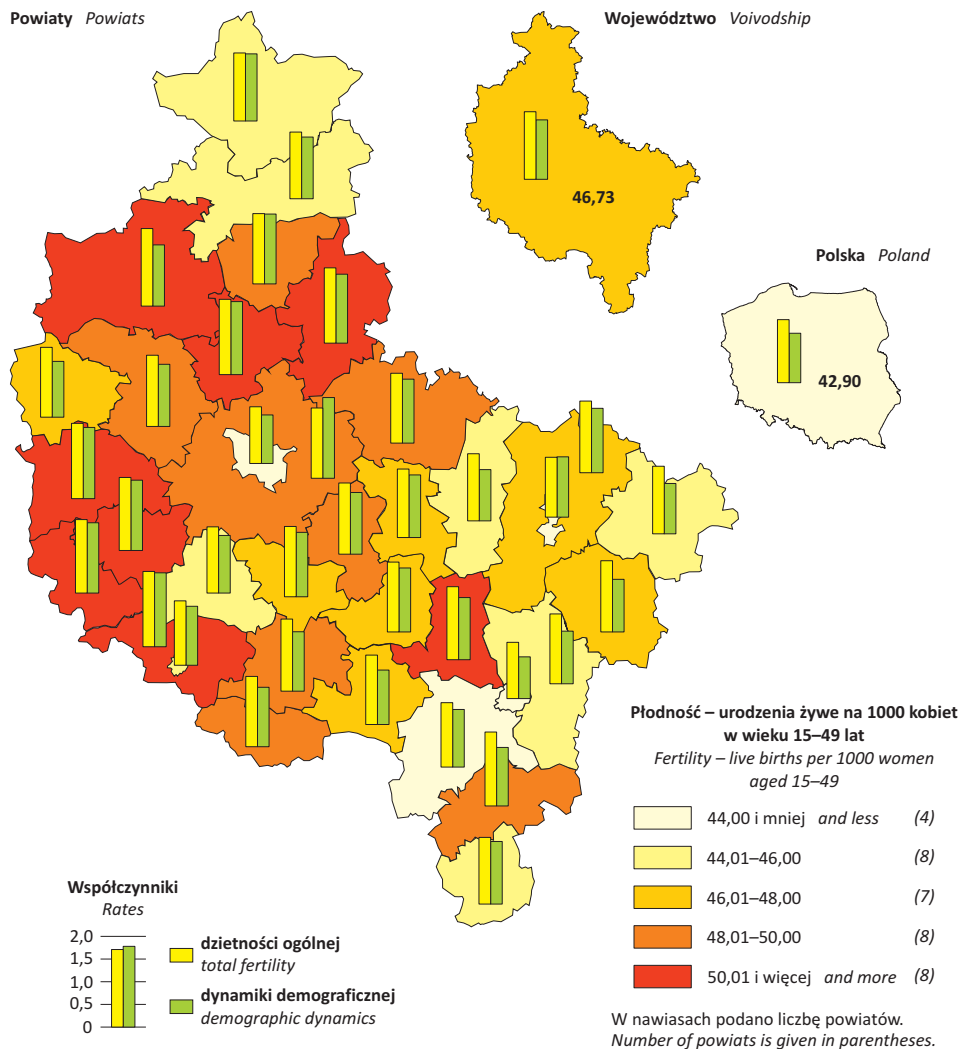 Powiaty Powiats
Województwo Voivodship
46,73
Polska Poland
42,90
Płodność – urodzenia żywe na 1000 kobiet
w wieku 15–49 lat
Fertility – live births per 1000 women
aged 15–49
44,00 i mniej and less (4)
44,01–46,00 (8)
46,01–48,00 (7)
48,01–50,00 (8)
50,01 i więcej and more (8)
W nawiasach podano liczbę powiatów.
Number of powiats is given in parentheses.
Współczynniki
Rates
2,0
1,5
1,0
0,5
0
dzietności ogólnej
total fertility
dynamiki demograficznej
demographic dynamics